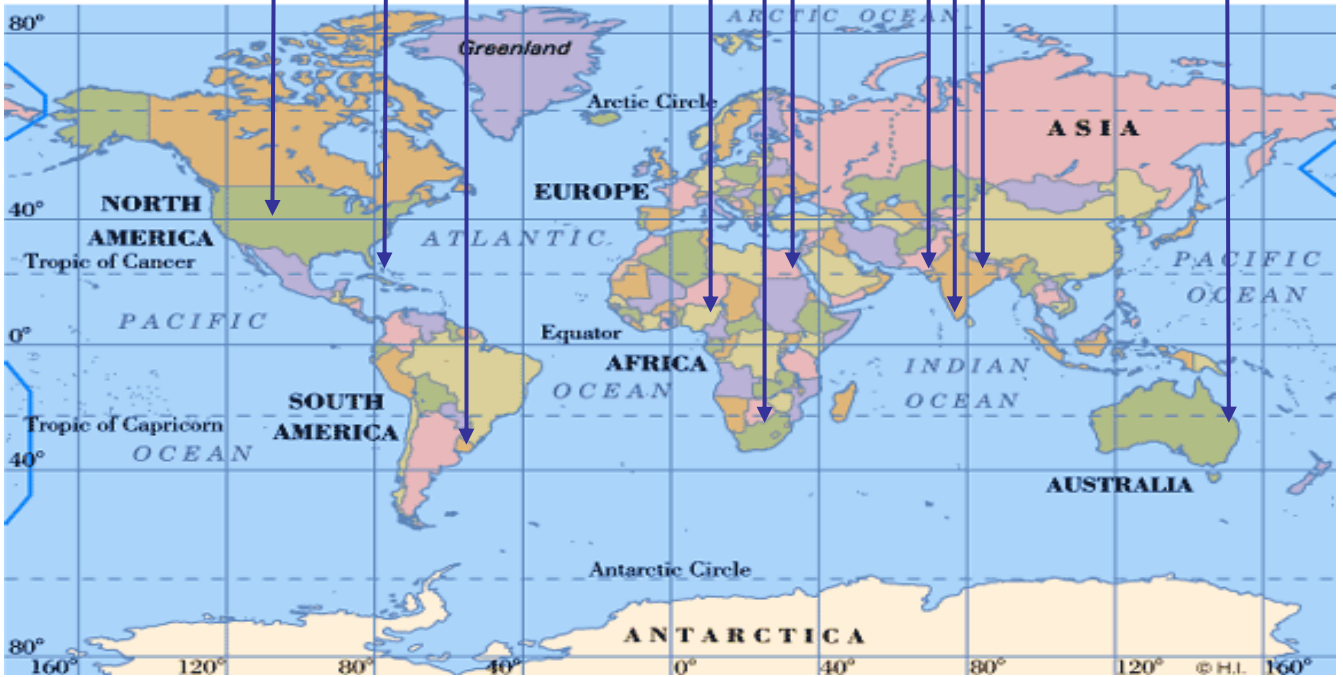 ARCTIC OCEAN
80°
Greenland
Arctic Circle
ASIA
EUROPE
NORTH
AMERICA
40°
ATLANTIC
Tropic of Cancer
PACIFIC
OCEAN
PACIFIC
Equator
0°
AFRICA
INDIAN
OCEAN
OCEAN
SOUTH
AMERICA
Tropic of Capricorn
OCEAN
40°
AUSTRALIA
Antarctic Circle
ANTARCTICA
80°
160° 120° 80° 40° 0° 40° 80° 120° © H.I. 160°